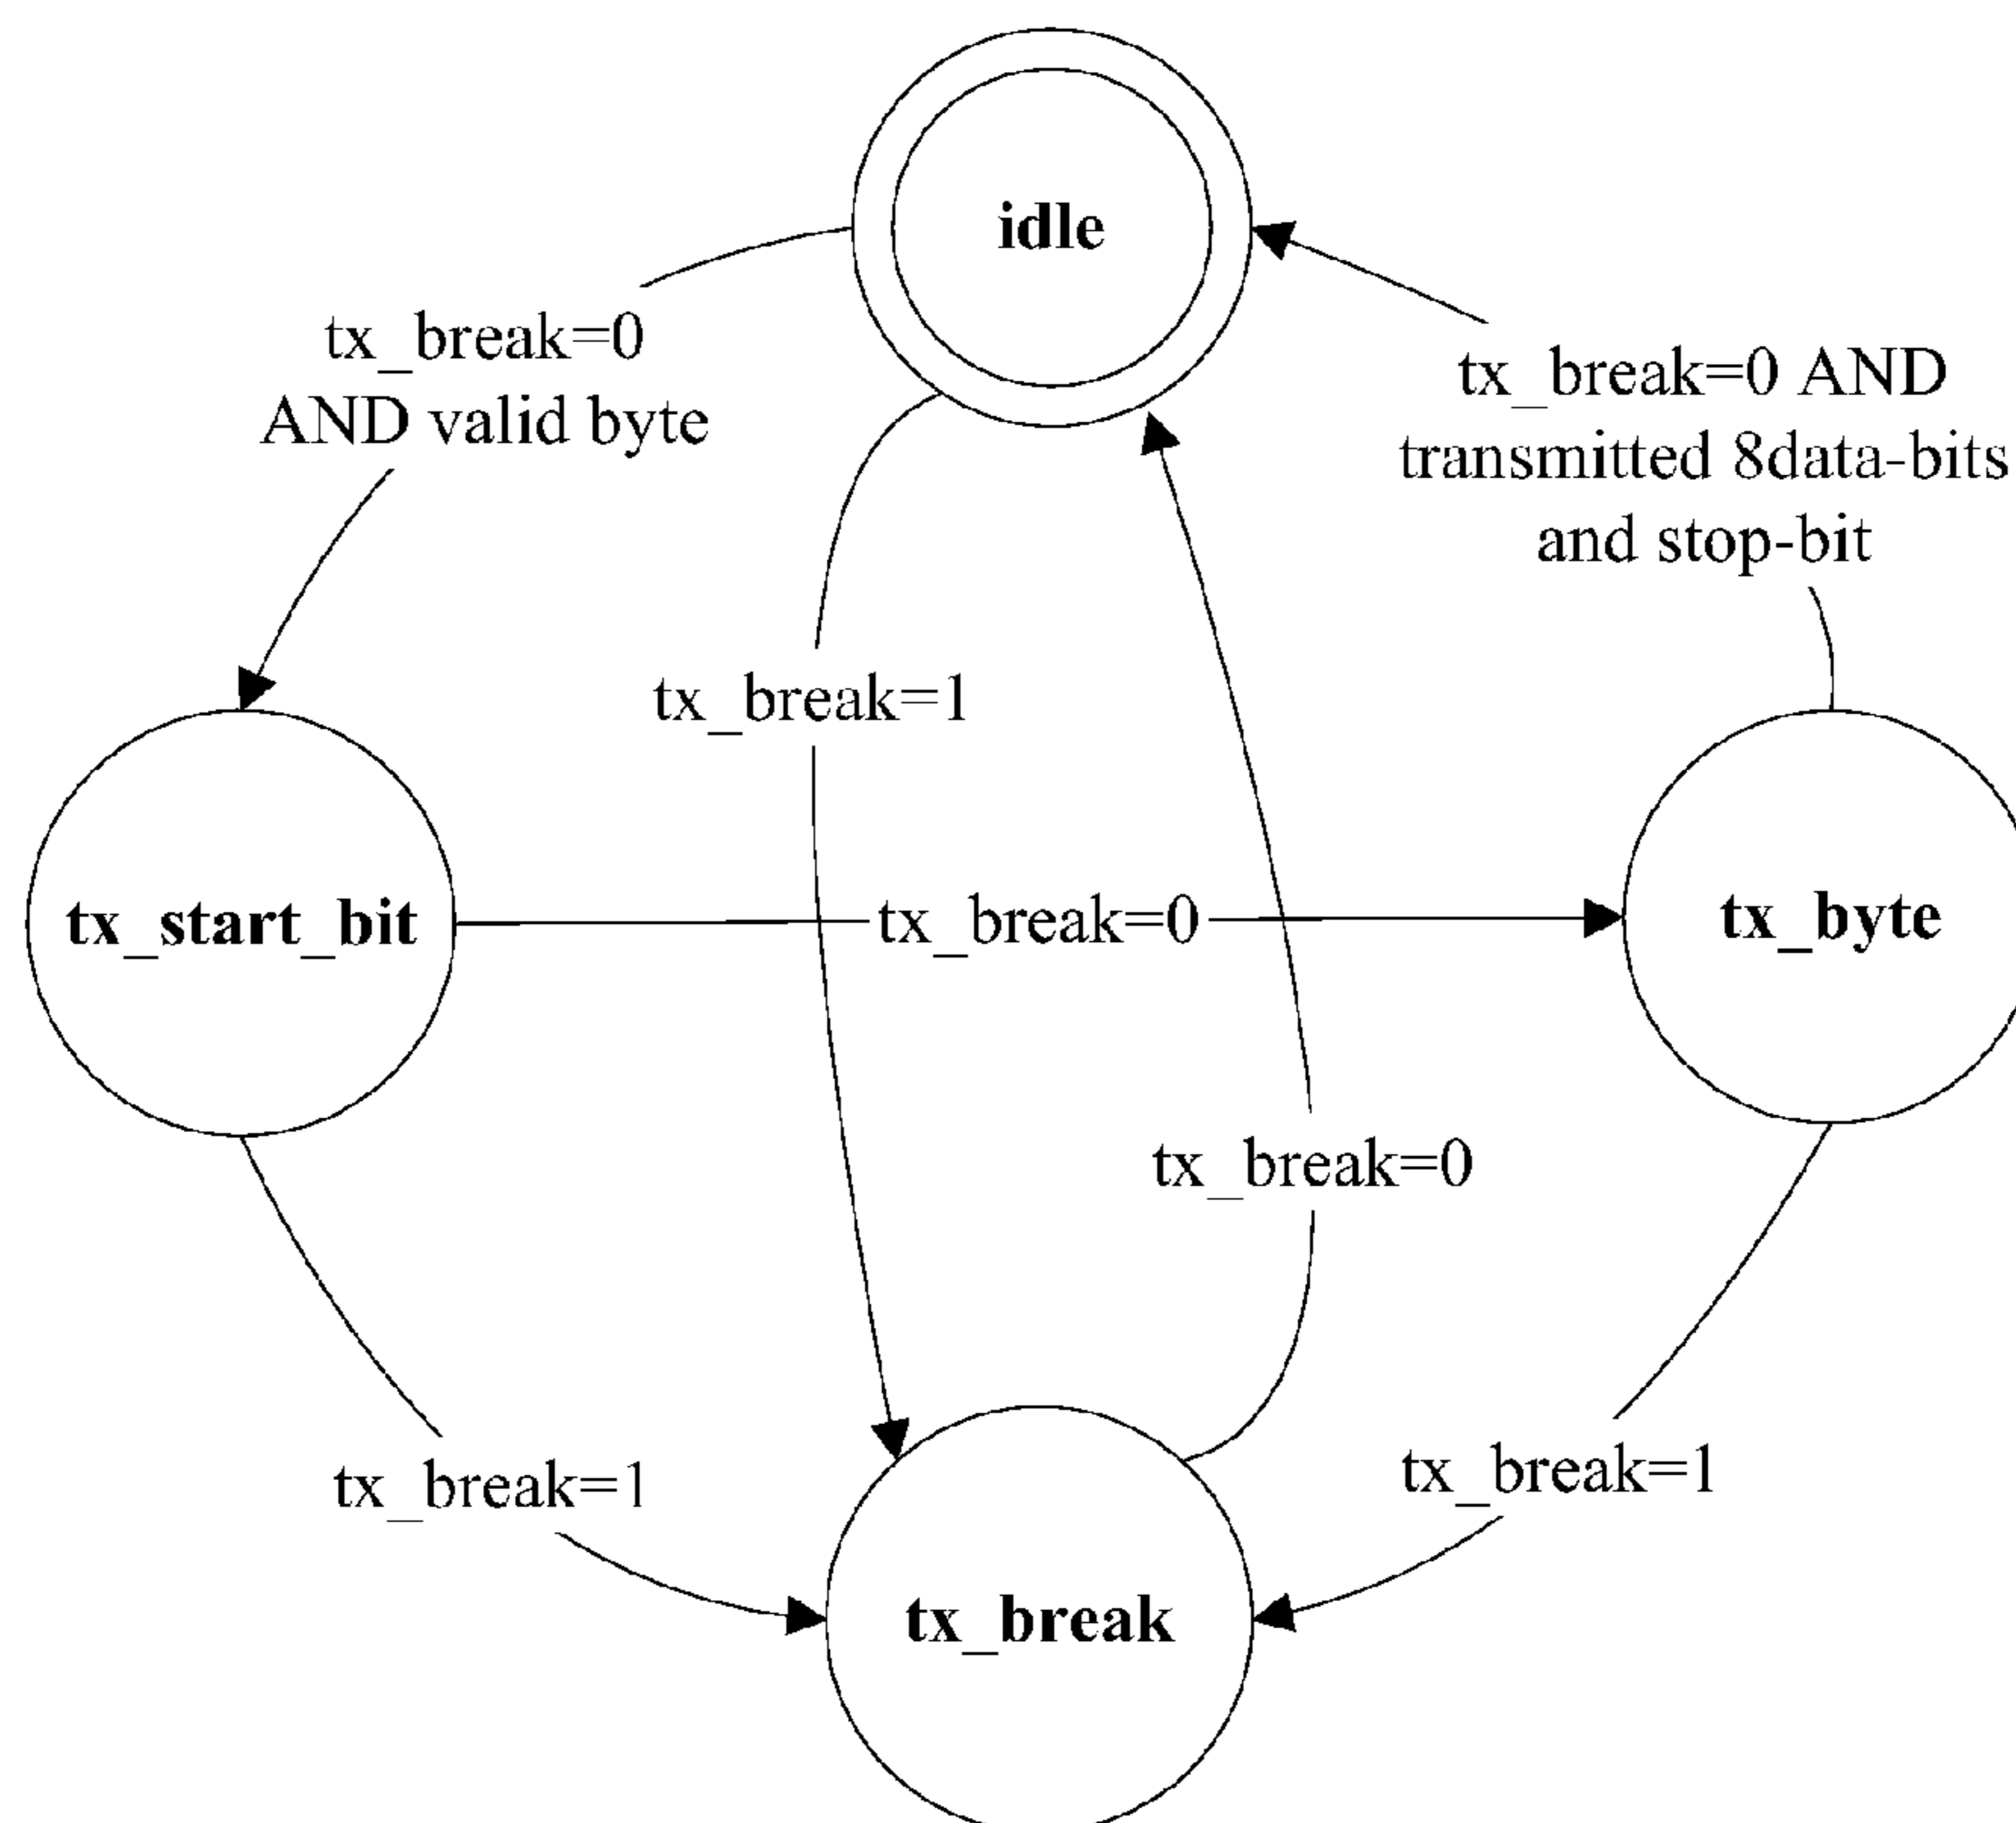 idle
tx_break=0
AND valid byte
tx_break=0 AND
transmitted 8data-bits
and stop-bit
tx_break=1
tx_start_bit
tx_break=0
tx_byte
tx_break=0
tx_break=1
tx_break=1
tx_break